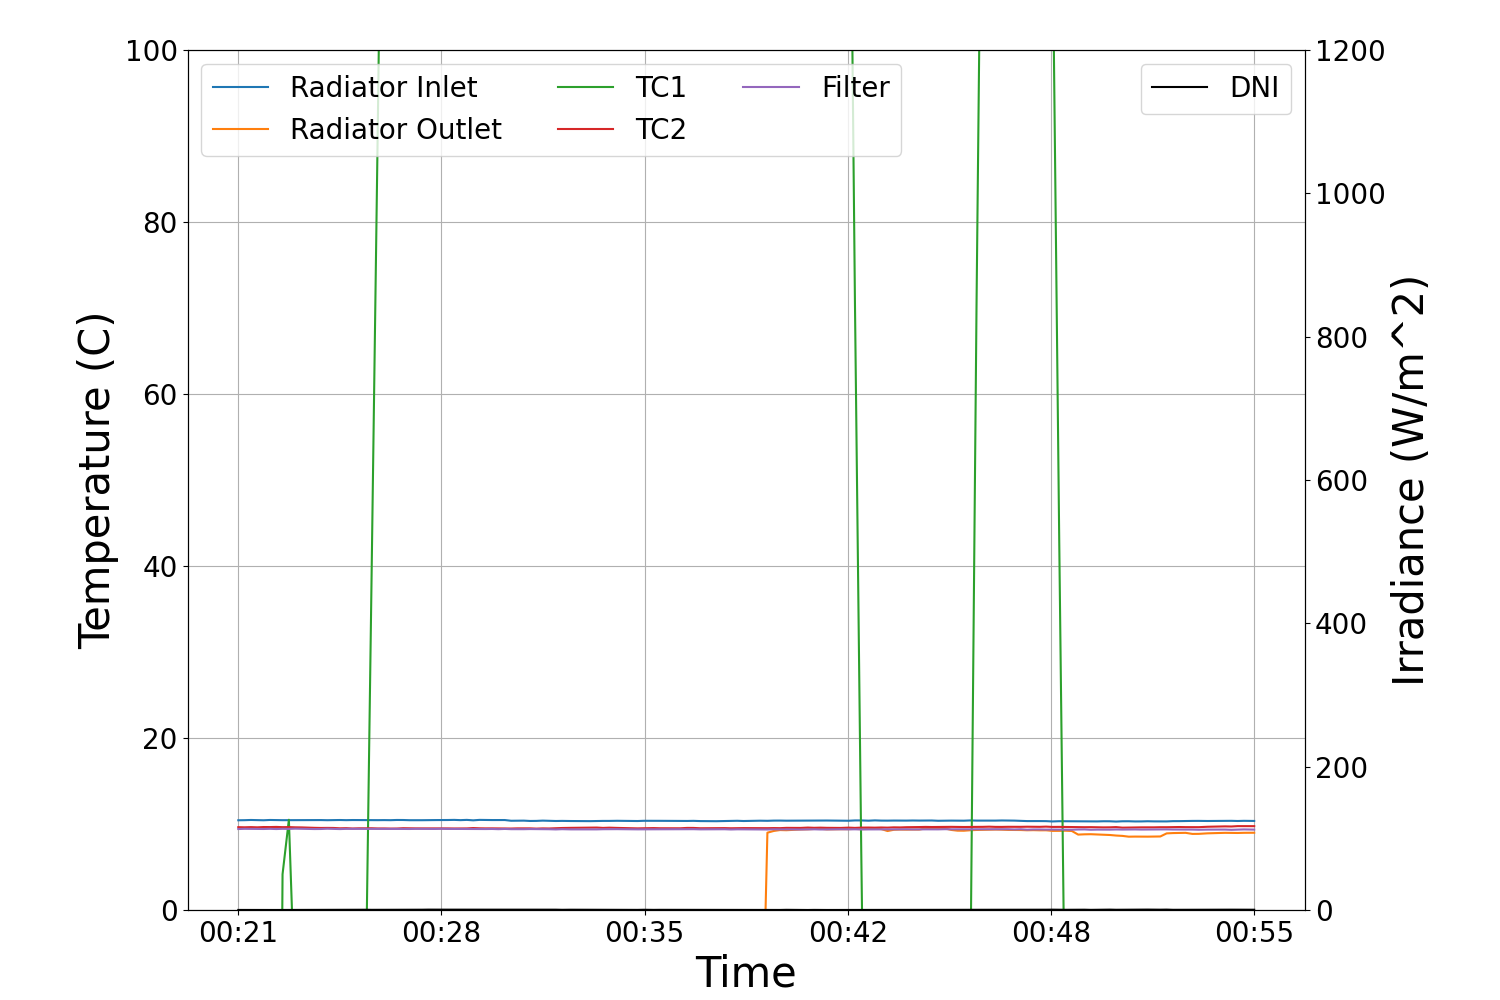 100
80
60
40
20
0
Temperature (C)
Radiator Inlet
Radiator Outlet
TC1
TC2
Filter
DNI
1200
1000
800
600
400
200
0
Irradiance (W/m^2)
00:21 00:28 00:35 00:42 00:48 00:55
Time